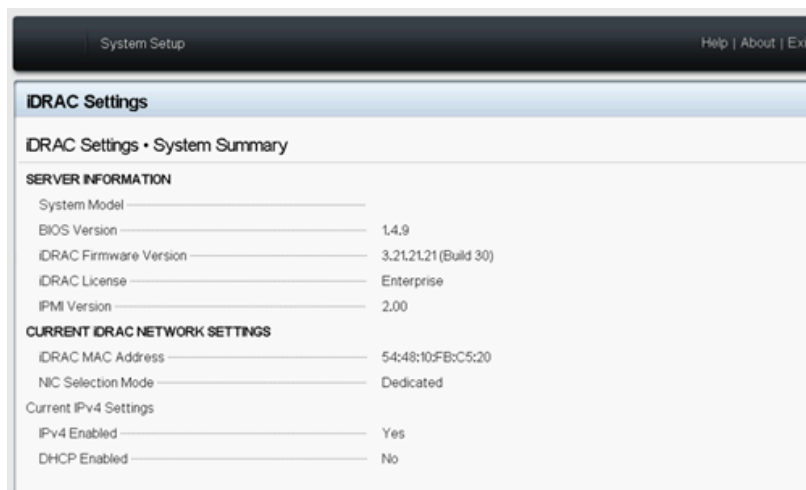 System Setup
Help | About | Exi
iDRAC Settings
iDRAC Settings • System Summary
SERVER INFORMATION
System Model
BIOS Version 1.4.9
iDRAC Firmware Version 3.21.21.21 (Build 30)
iDRAC License Enterprise
IPMI Version 2.00
CURRENT iDRAC NETWORK SETTINGS
iDRAC MAC Address 54:48:10:FB:C5:20
NIC Selection Mode Dedicated
Current IPv4 Settings
IPv4 Enabled Yes
DHCP Enabled No